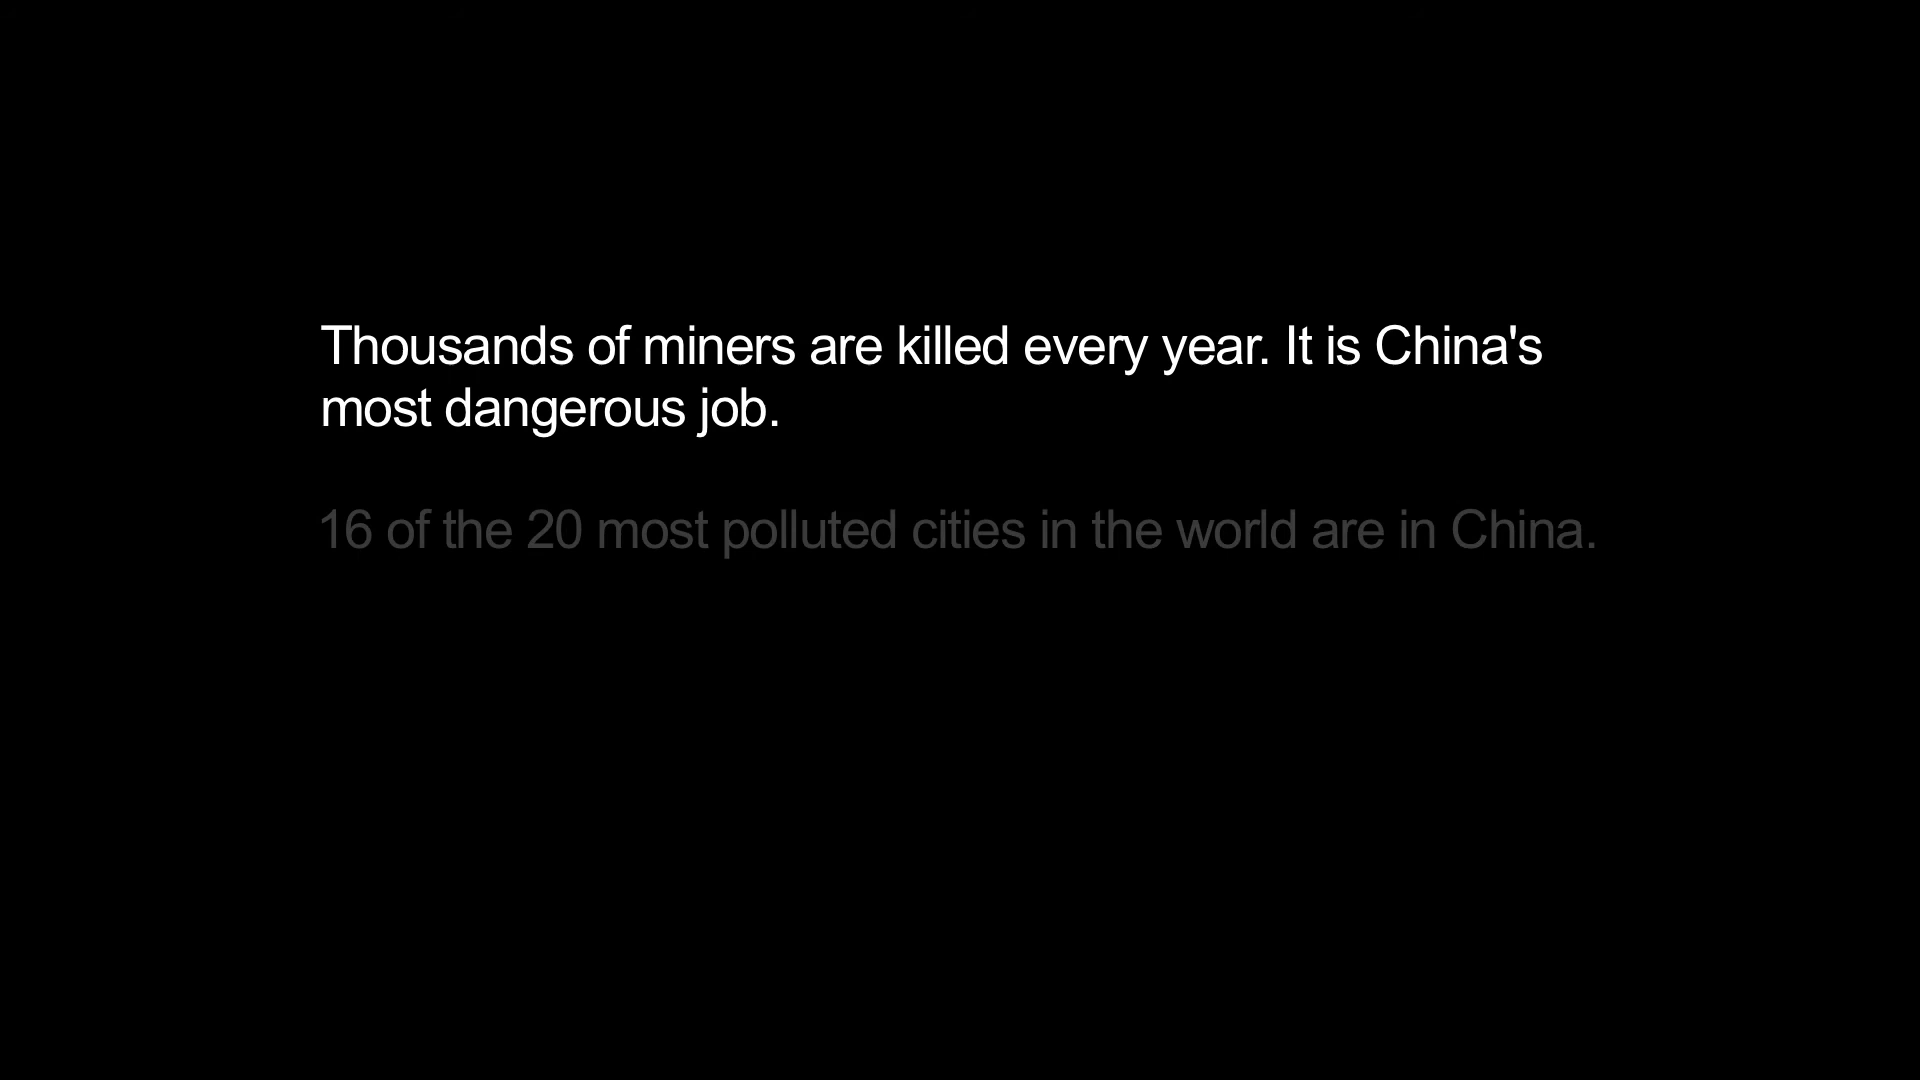 Thousands of miners are killed every year. It is China's
most dangerous job.
16 of the 20 most polluted cities in the world are in China.